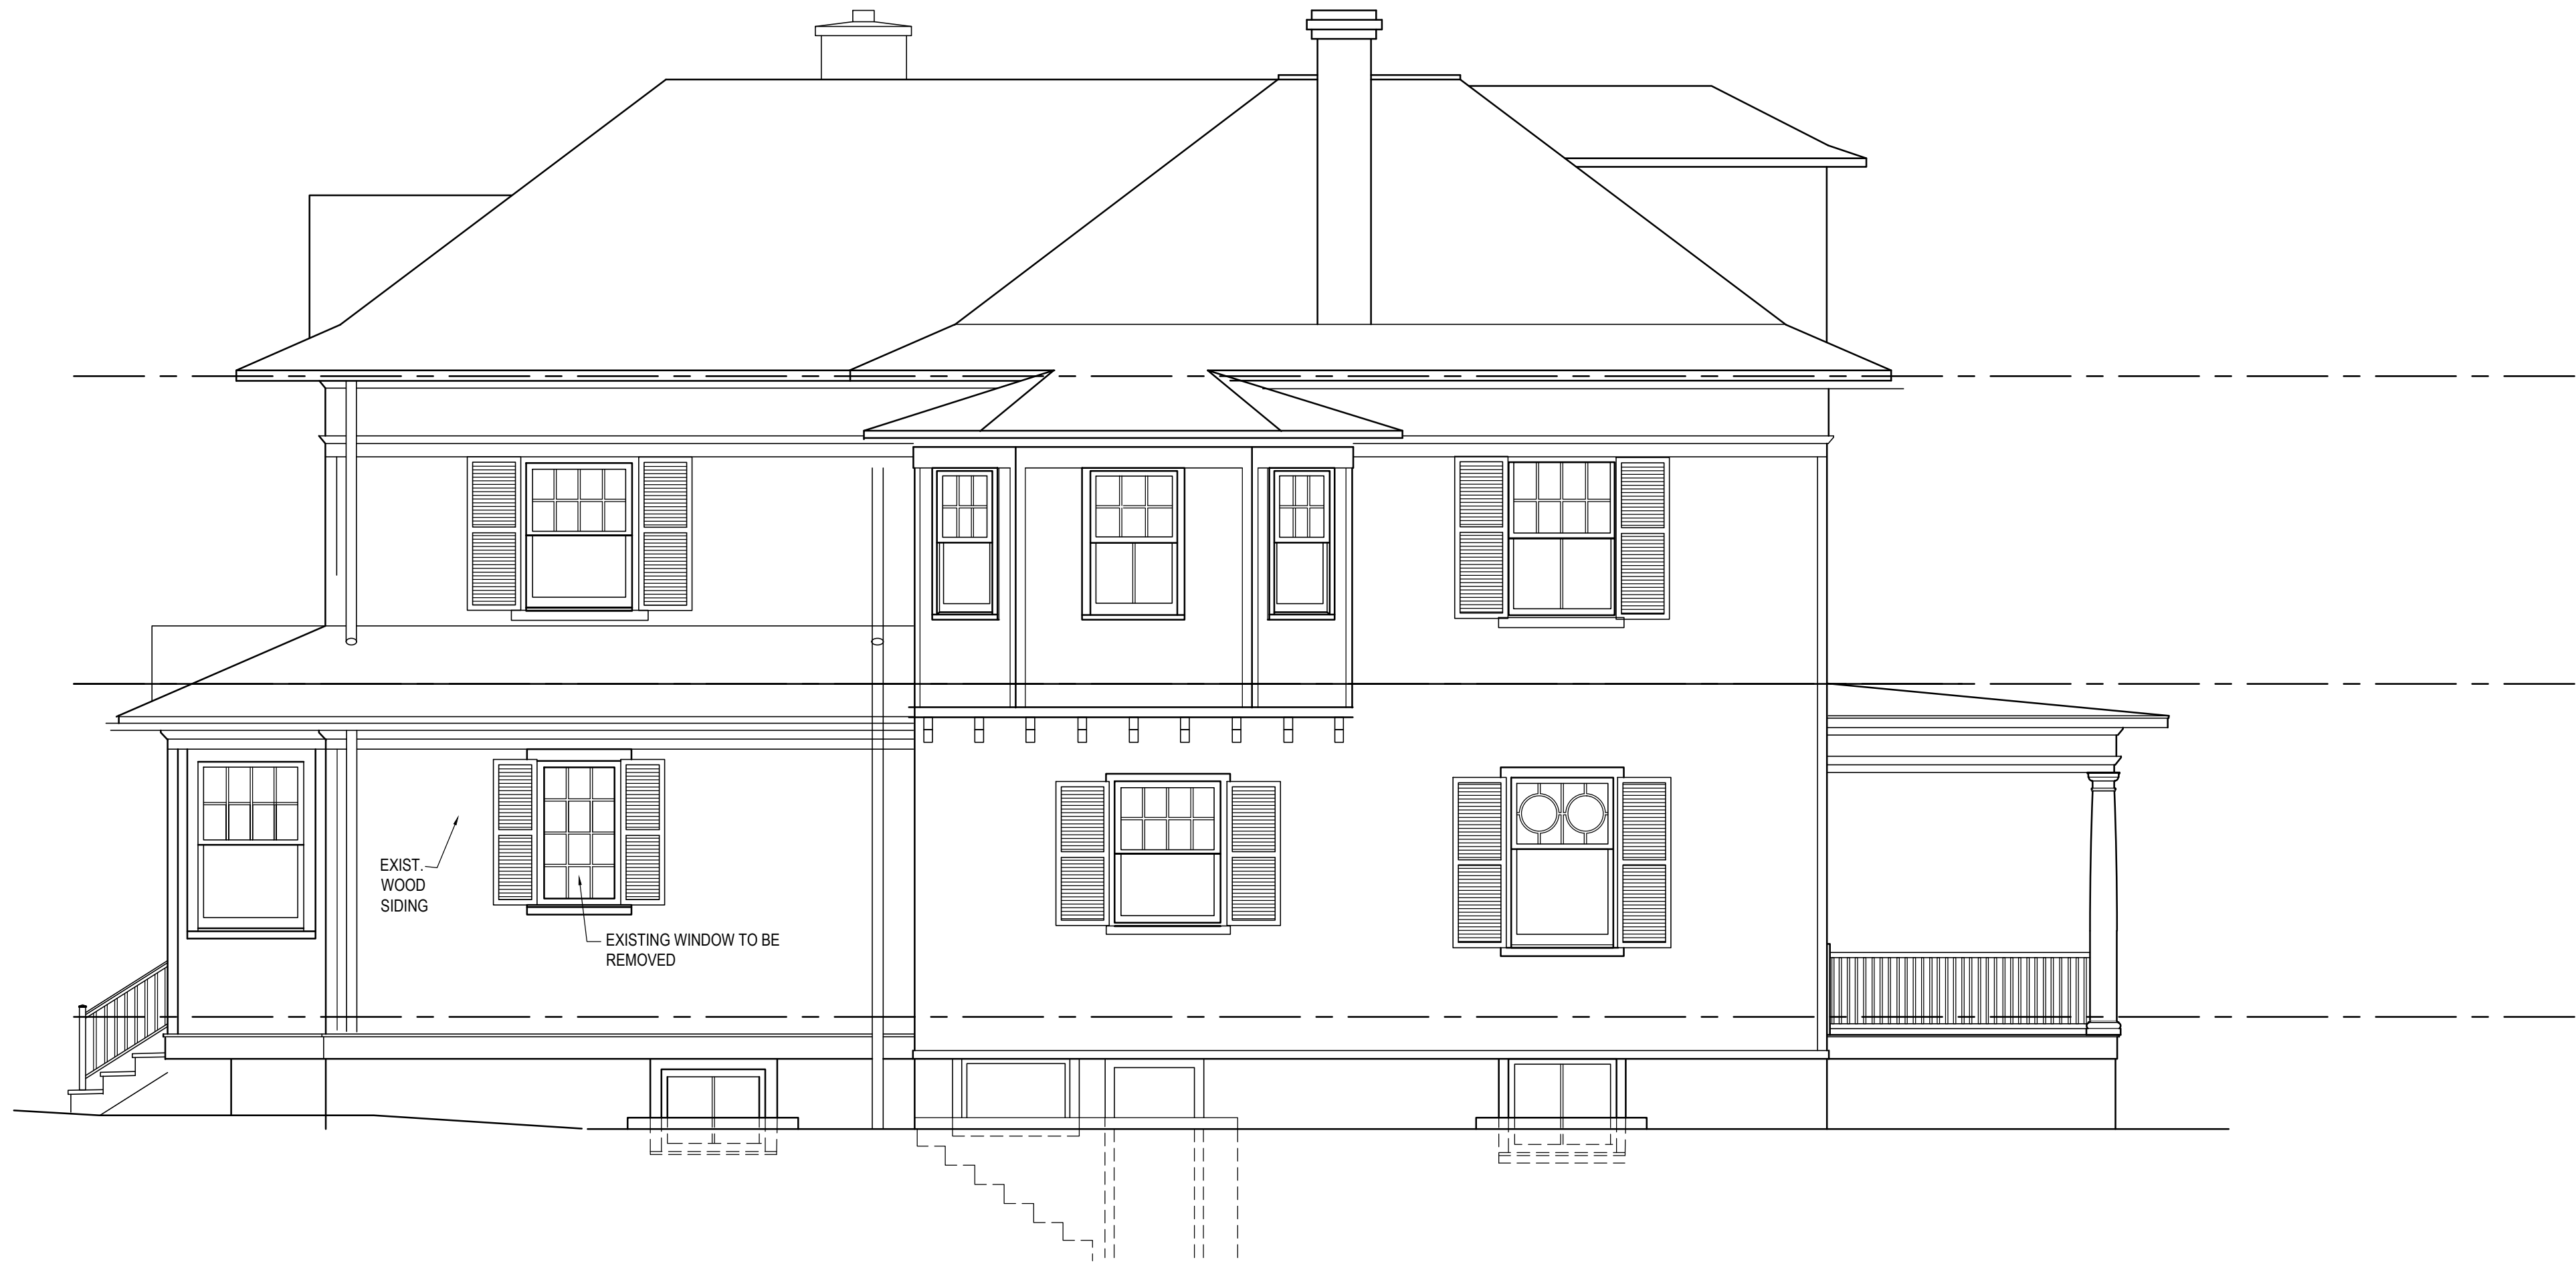 EXIST.
WOOD
SIDING
EXISTING WINDOW TO BE
REMOVED